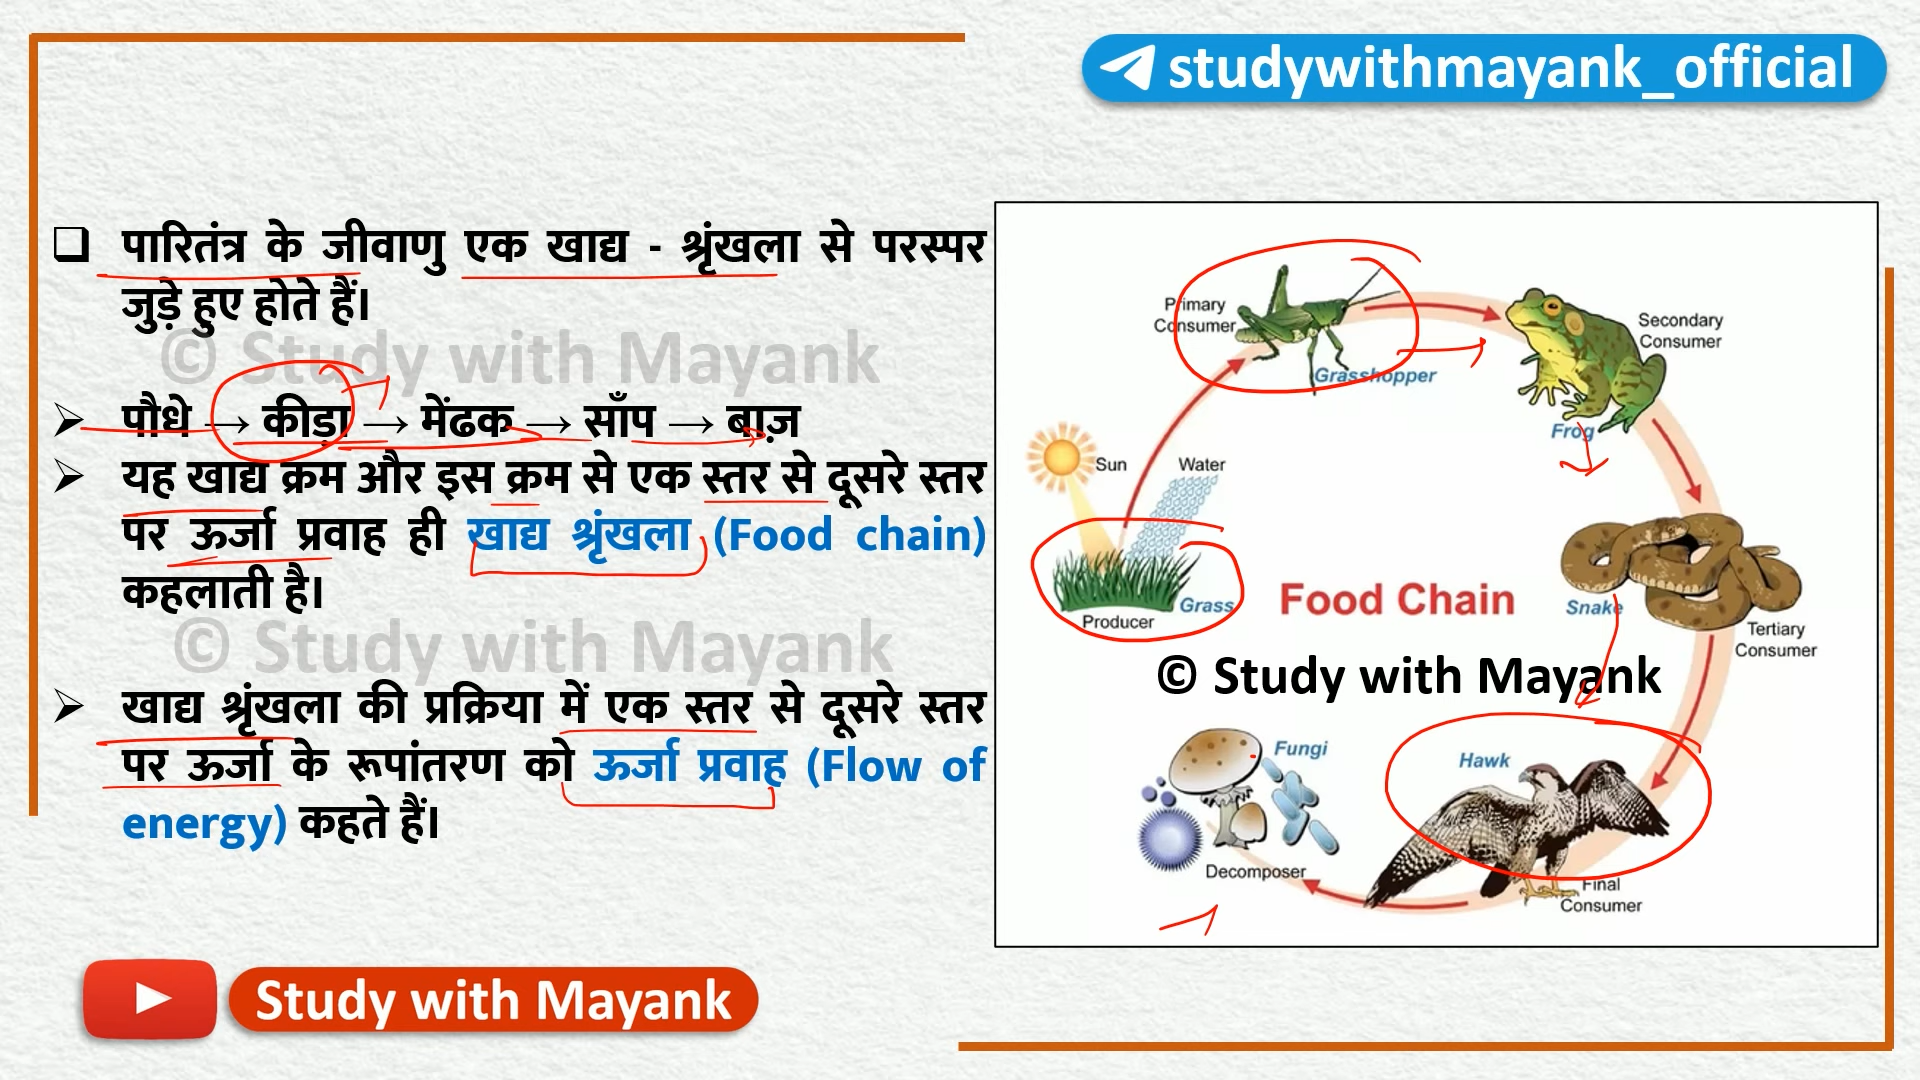 studywithmayank_official
❑ पारितंत्र के जीवाणु एक खाद्य - श्रृंखला से परस्पर
जुड़े हुए होते हैं।
© Study with Mayank
➢ पौधे → कीड़ा → मेंढक → साँप → बाज़
➢ यह खाद्य क्रम और इस क्रम से एक स्तर से दूसरे स्तर
पर ऊर्जा प्रवाह ही खाद्य श्रृंखला (Food chain)
कहलाती है।
© Study with Mayank
➢ खाद्य श्रृंखला की प्रक्रिया में एक स्तर से दूसरे स्तर
पर ऊर्जा के रूपांतरण को ऊर्जा प्रवाह (Flow of
energy) कहते हैं।
Primary
Consumer
Grasshopper
Secondary
Consumer
Frog
Sun
Water
Grass
Producer
Food Chain
Snake
Tertiary
Consumer
© Study with Mayank
Fungi
Hawk
Decomposer
Final
Consumer
Study with Mayank